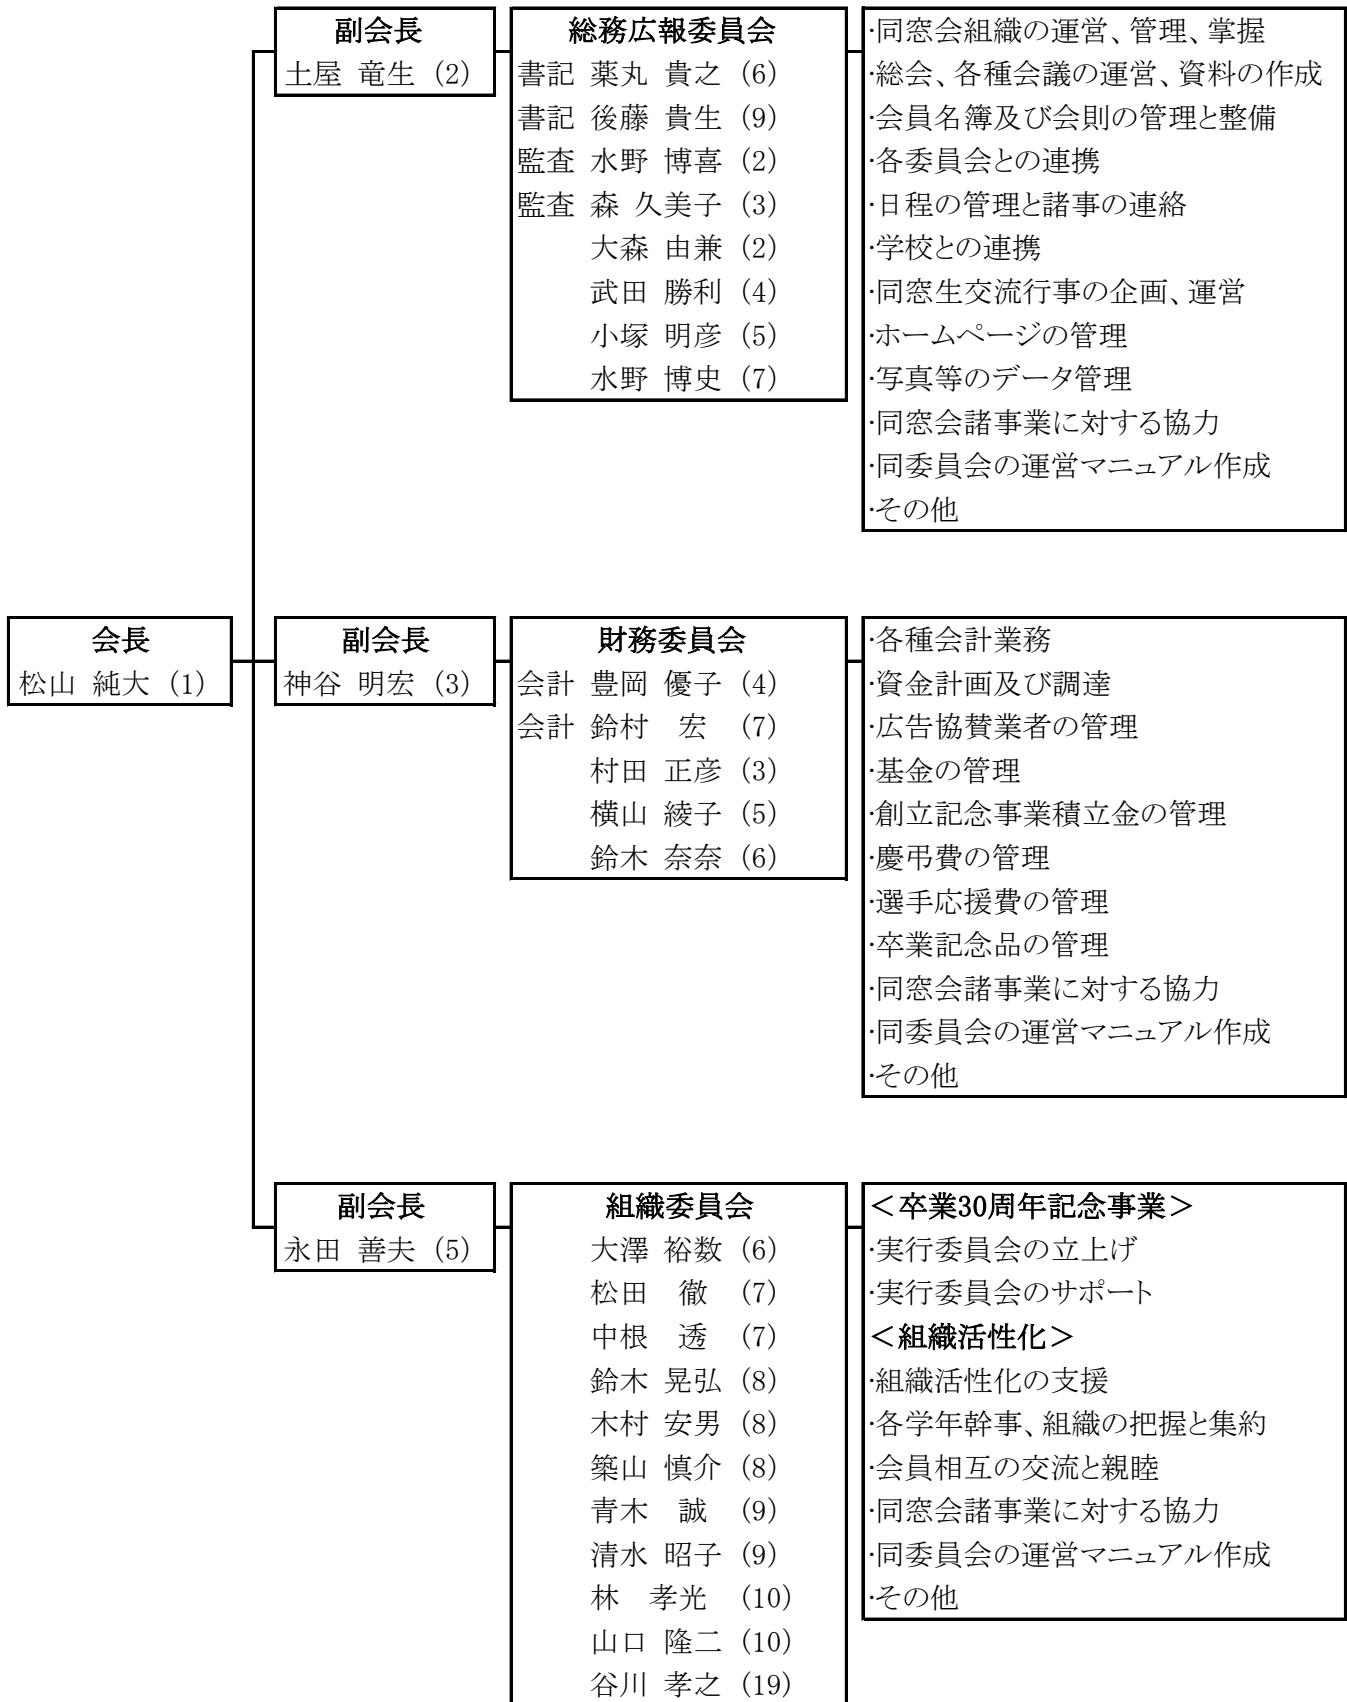 副会長
土屋 竜生 (2)
総務広報委員会
書記 薬丸 貴之 (6)
書記 後藤 貴生 (9)
監査 水野 博喜 (2)
監査 森 久美子 (3)
大森 由兼 (2)
武田 勝利 (4)
小塚 明彦 (5)
水野 博史 (7)
·同窓会組織の運営、管理、掌握
·総会、各種会議の運営、資料の作成
·会員名簿及び会則の管理と整備
·各委員会との連携
·日程の管理と諸事の連絡
·学校との連携
·同窓生交流行事の企画、運営
·ホームページの管理
·写真等のデータ管理
·同窓会諸事業に対する協力
·同委員会の運営マニュアル作成
·その他
会長
松山 純大 (1)
副会長
神谷 明宏 (3)
財務委員会
会計 豊岡 優子 (4)
会計 鈴村 宏 (7)
村田 正彦 (3)
横山 綾子 (5)
鈴木 奈奈 (6)
·各種会計業務
·資金計画及び調達
·広告協賛業者の管理
·基金の管理
·創立記念事業積立金の管理
·慶弔費の管理
·選手応援費の管理
·卒業記念品の管理
·同窓会諸事業に対する協力
·同委員会の運営マニュアル作成
·その他
副会長
永田 善夫 (5)
組織委員会
大澤 裕数 (6)
松田 徹 (7)
中根 透 (7)
鈴木 晃弘 (8)
木村 安男 (8)
築山 慎介 (8)
青木 誠 (9)
清水 昭子 (9)
林 孝光 (10)
山口 隆二 (10)
谷川 孝之 (19)
＜卒業30周年記念事業＞
·実行委員会の立上げ
·実行委員会のサポート
＜組織活性化＞
·組織活性化の支援
·各学年幹事、組織の把握と集約
·会員相互の交流と親睦
·同窓会諸事業に対する協力
·同委員会の運営マニュアル作成
·その他